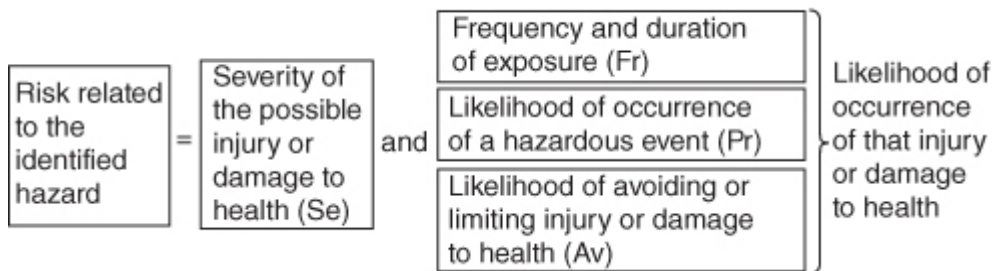 Risk related
to the
identified
hazard
=
Severity of
the possible
injury or
damage to
health (Se)
and
Frequency and duration
of exposure (Fr)
Likelihood of occurrence
of a hazardous event (Pr)
Likelihood of avoiding or
limiting injury or damage
to health (Av)
Likelihood of
occurrence
of that injury
or damage
to health